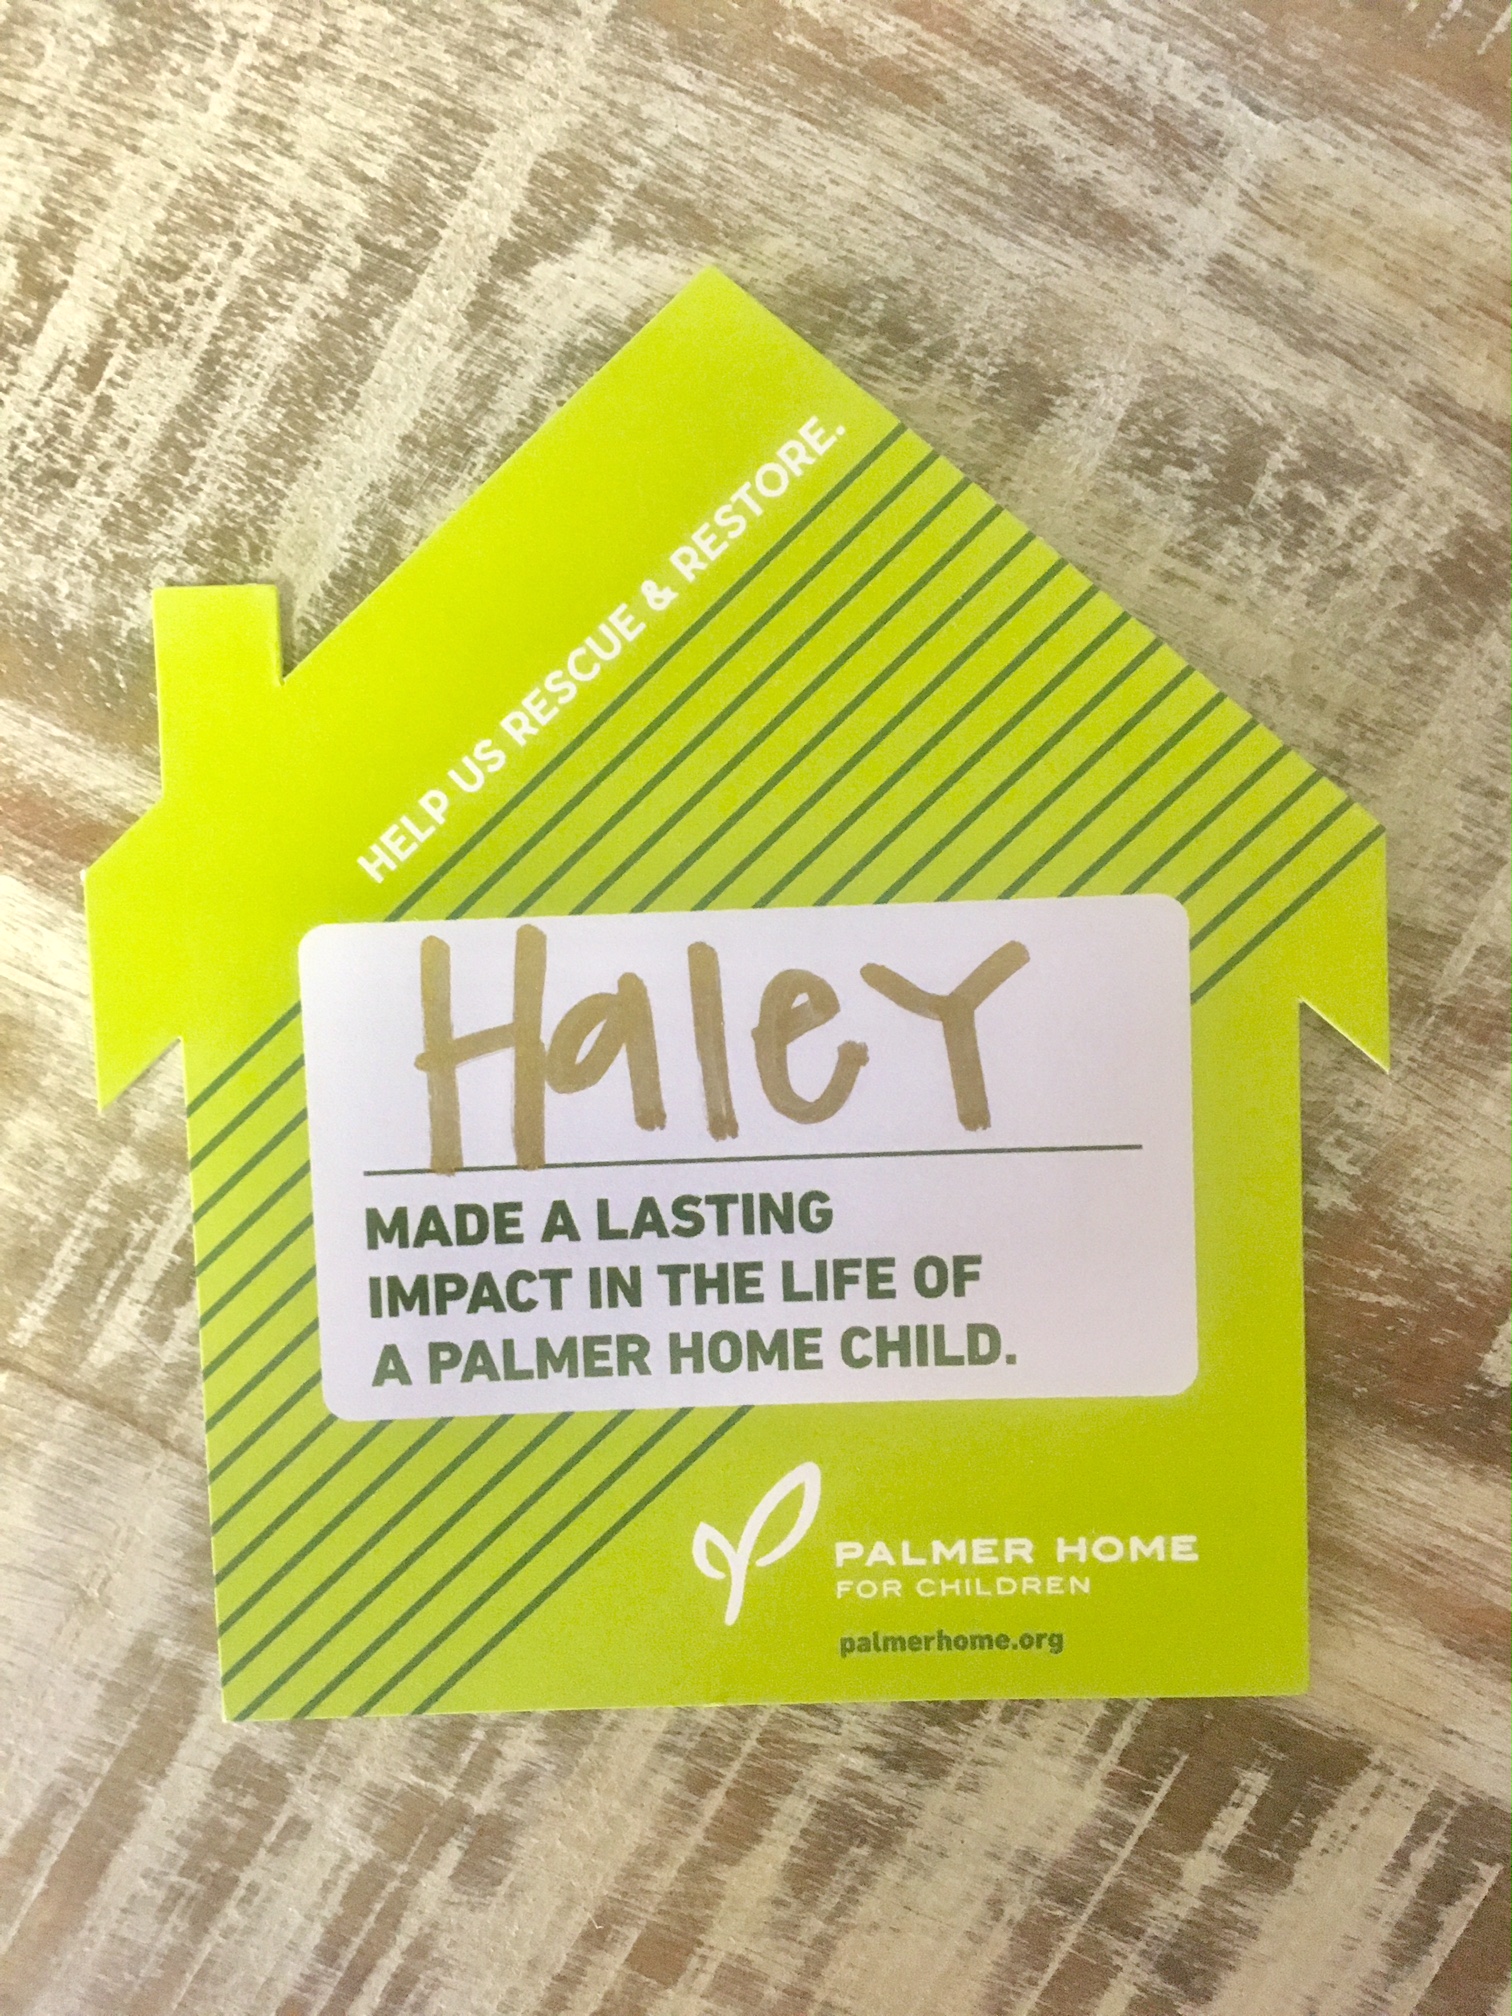 HELP US RESCUE & RESTORE.
Haley
MADE A LASTING
IMPACT IN THE LIFE OF
A PALMER HOME CHILD.
PALMER HOME
FOR CHILDREN
palmerhome.org